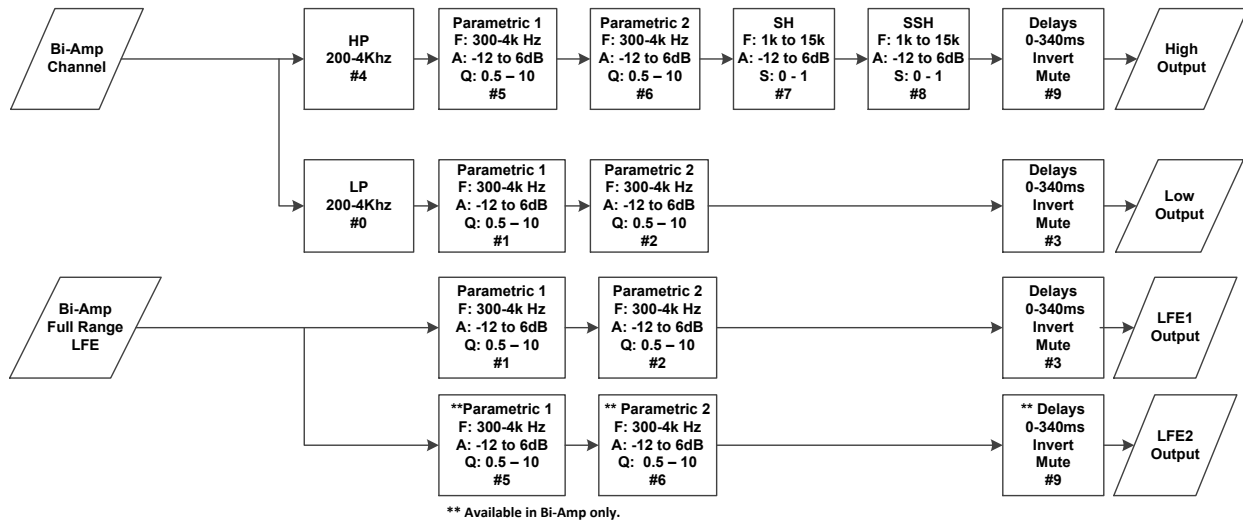 Bi-Amp
Channel
HP
200-4Khz
#4
Parametric 1
F: 300-4k Hz
A: -12 to 6dB
Q: 0.5 – 10
#5
Parametric 2
F: 300-4k Hz
A: -12 to 6dB
Q: 0.5 – 10
#6
SH
F: 1k to 15k
A: -12 to 6dB
S: 0 - 1
#7
SSH
F: 1k to 15k
A: -12 to 6dB
S: 0 - 1
#8
Delays
0-340ms
Invert
Mute
#9
High
Output
LP
200-4Khz
#0
Parametric 1
F: 300-4k Hz
A: -12 to 6dB
Q: 0.5 – 10
#1
Parametric 2
F: 300-4k Hz
A: -12 to 6dB
Q: 0.5 – 10
#2
Delays
0-340ms
Invert
Mute
#3
Low
Output
Bi-Amp
Full Range
LFE
Parametric 1
F: 300-4k Hz
A: -12 to 6dB
Q: 0.5 – 10
#1
Parametric 2
F: 300-4k Hz
A: -12 to 6dB
Q: 0.5 – 10
#2
Delays
0-340ms
Invert
Mute
#3
LFE1
Output
**Parametric 1
F: 300-4k Hz
A: -12 to 6dB
Q: 0.5 – 10
#5
** Parametric 2
F: 300-4k Hz
A: -12 to 6dB
Q: 0.5 – 10
#6
** Delays
0-340ms
Invert
Mute
#9
LFE2
Output
** Available in Bi-Amp only.